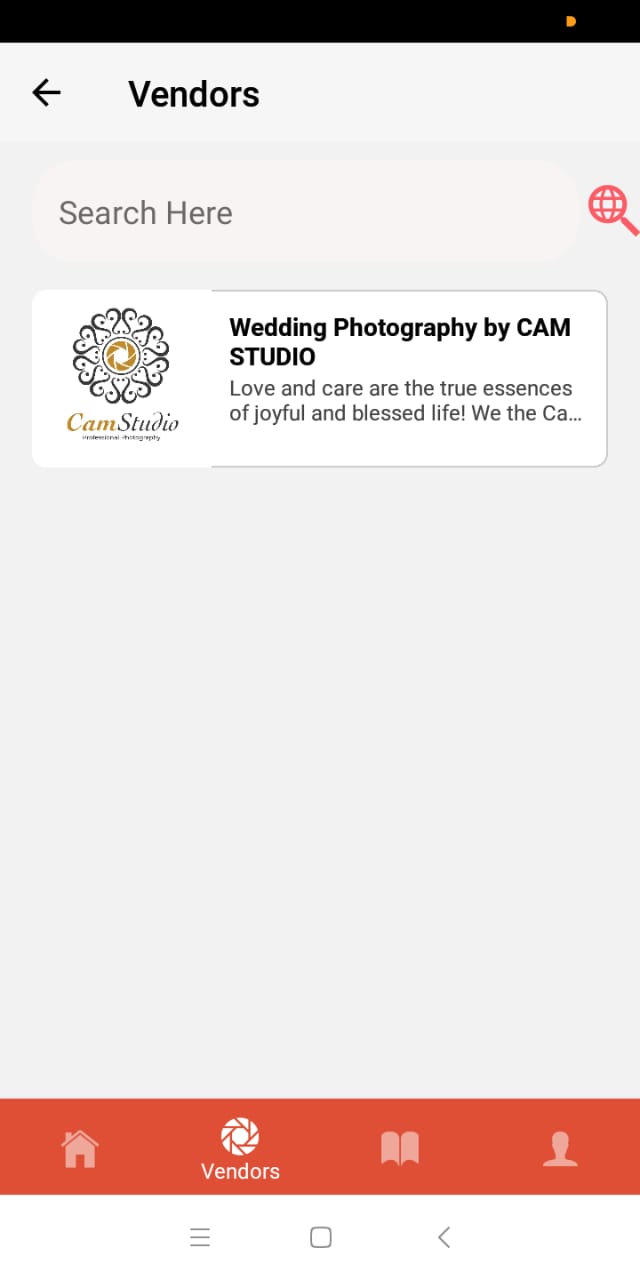 Vendors
Search Here
Wedding Photography by CAM
STUDIO
Love and care are the true essences
of joyful and blessed life! We the Ca...
CamStudio
Professional Photography
Vendors